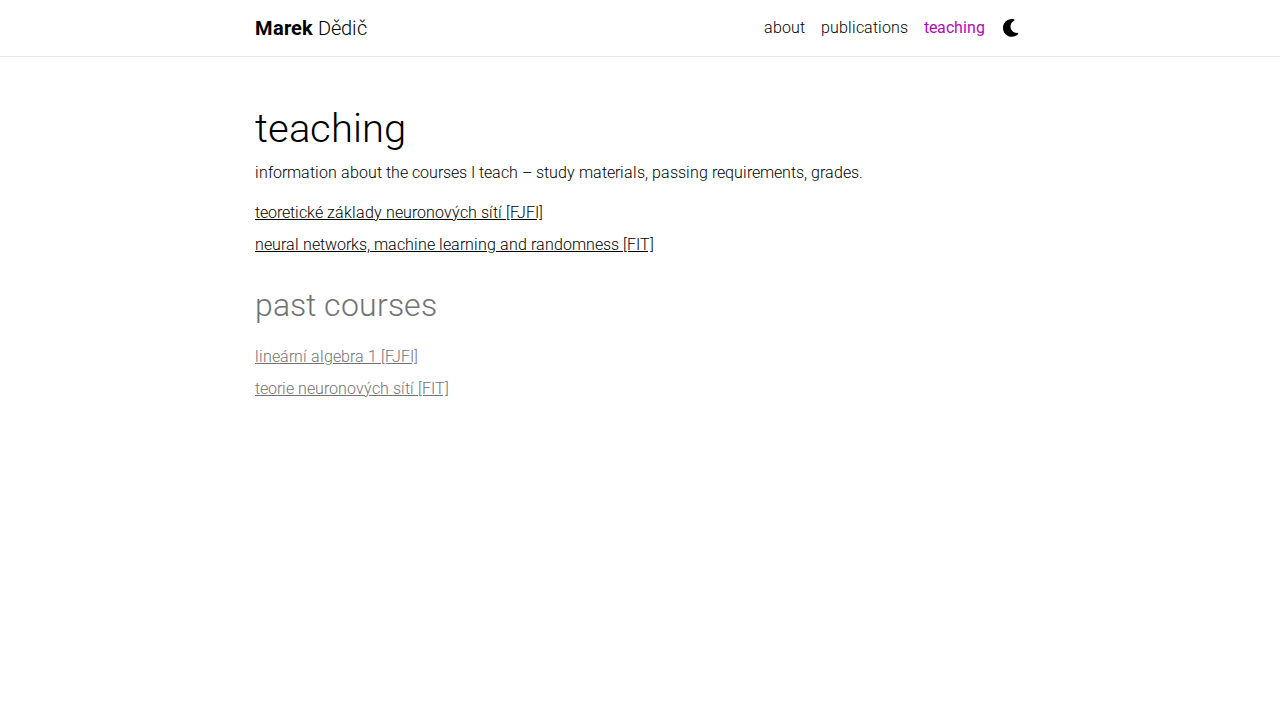 Marek Dědič
about publications teaching
teaching
information about the courses I teach – study materials, passing requirements, grades.
teoretické základy neuronových sítí [FJFI]
neural networks, machine learning and randomness [FIT]
past courses
lineární algebra 1 [FJFI]
teorie neuronových sítí [FIT]